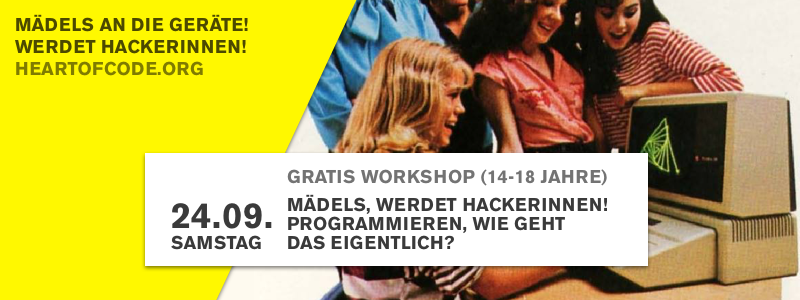 MÄDELS AN DIE GERÄTE!
WERDET HACKERINNEN!
HEARTOFCODE.ORG
GRATIS WORKSHOP (14-18 JAHRE)
24.09.
SAMSTAG
MÄDELS, WERDET HACKERINNEN!
PROGRAMMIEREN, WIE GEHT
DAS EIGENTLICH?